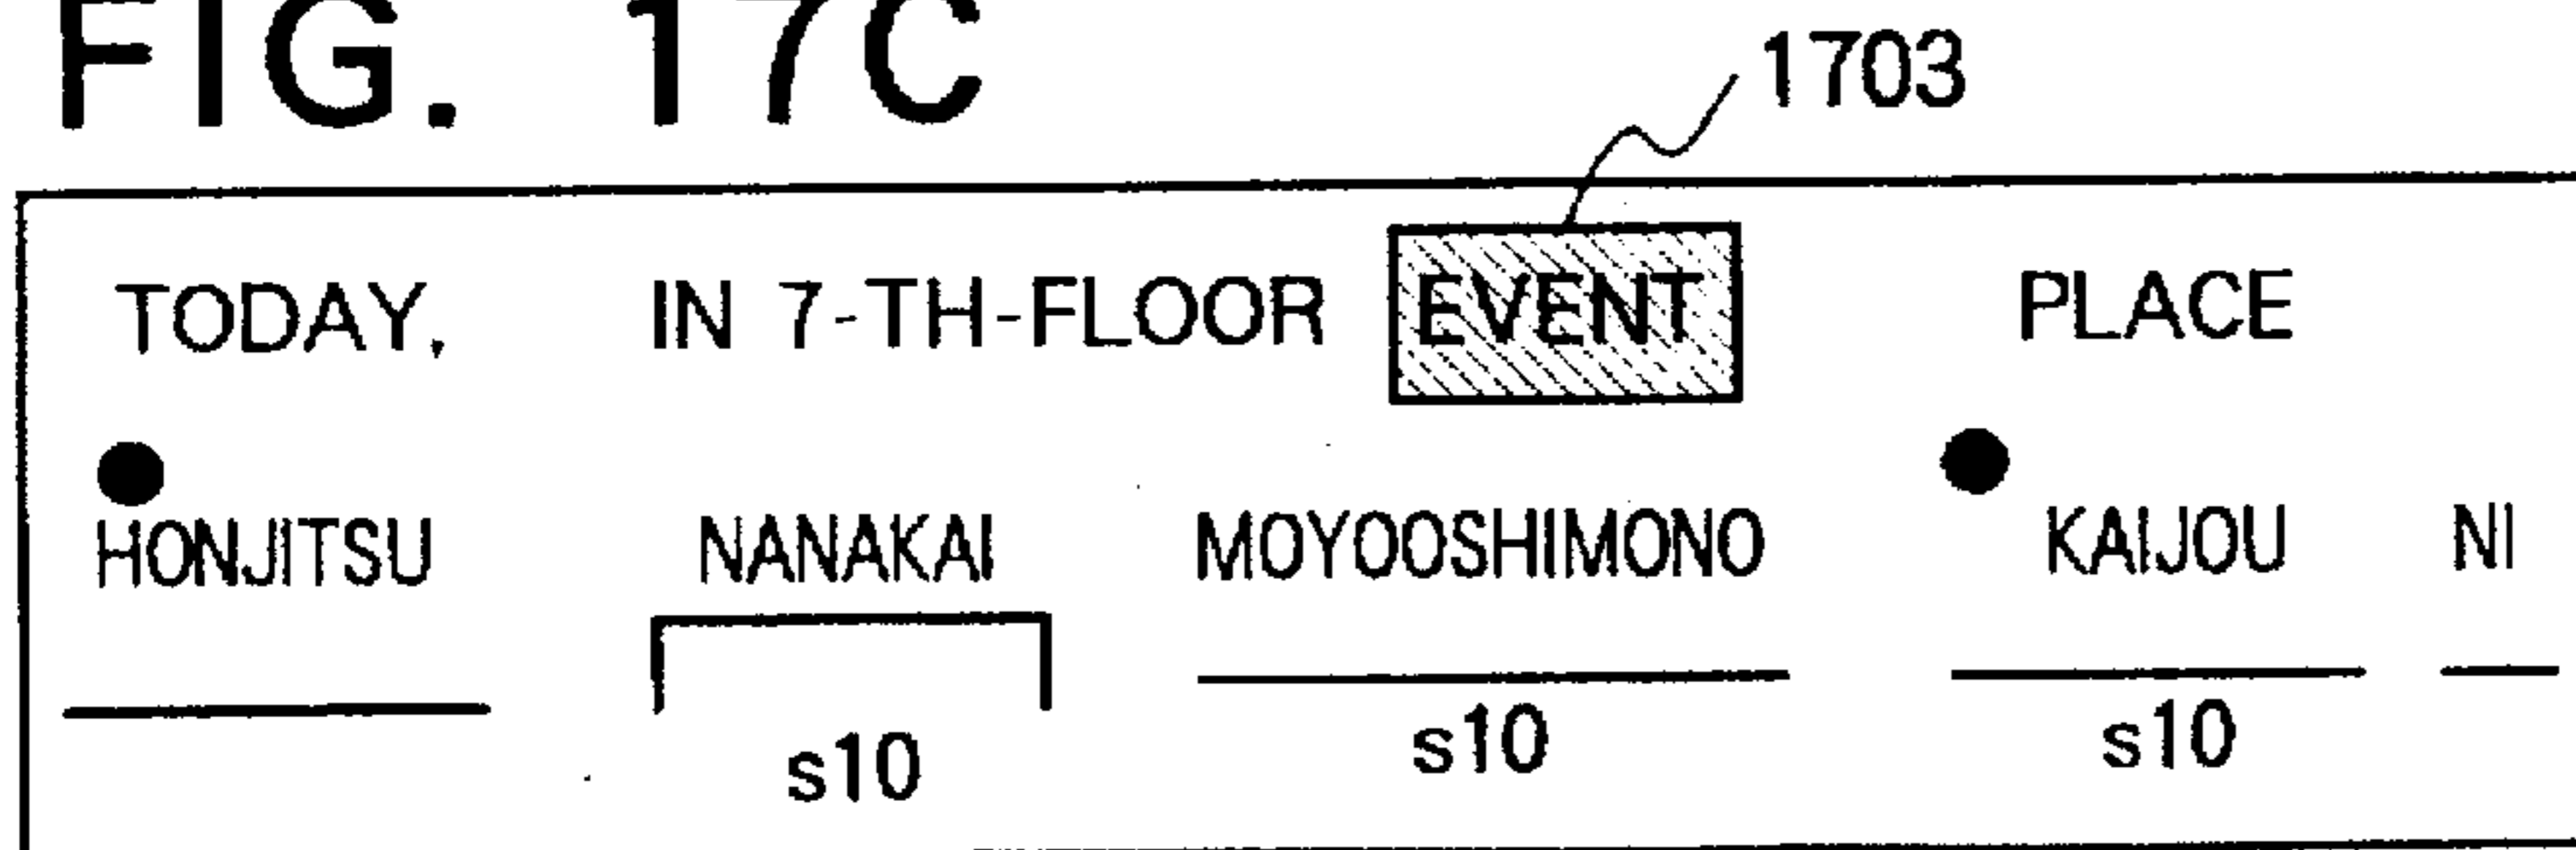 FIG. 17C
1703
TODAY, IN 7-TH-FLOOR EVENT PLACE
HONJITSU NANAKAI MOYOOSHIMONO KAIJOU NI
s10 s10 s10